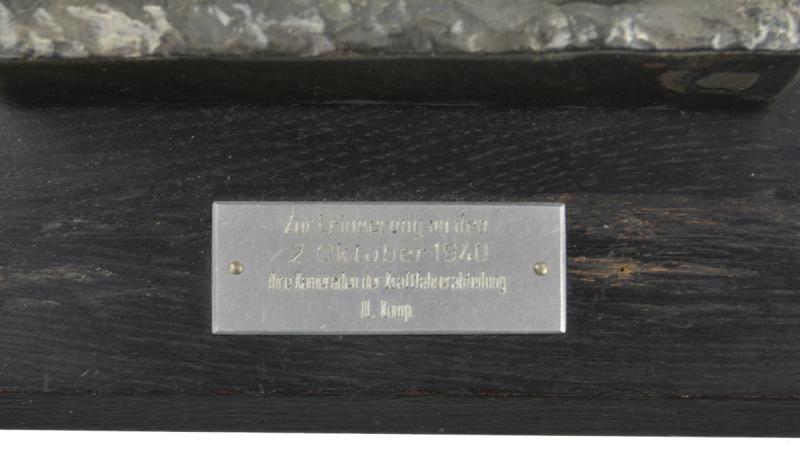 Zur Erinnerung an den
2. Oktober 1940
Ihre Kameraden der Kraftfahrerabteilung
III. Komp.